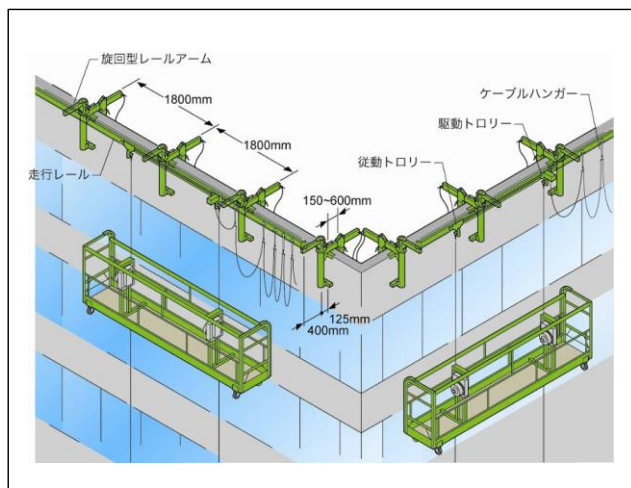 旋回型レールアーム
1800mm
ケーブルハンガー
駆動トロリー
1800mm
従動トロリー
走行レール
150~600mm
125mm
400mm